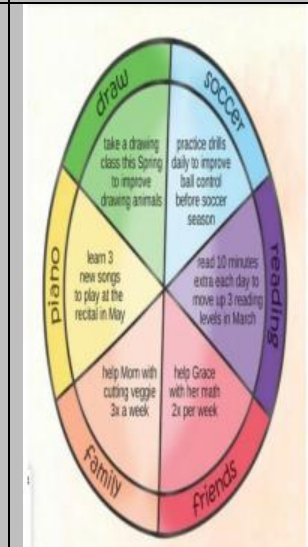 draw
take a drawing
class this Spring
to improve
drawing animals
soccer
practice drills
daily to improve
ball control
before soccer
season
reading
read 10 minutes
extra each day to
move up 3 reading
levels in March
friends
help Grace
with her math
2x per week
family
help Mom with
cutting veggie
3x a week
piano
learn 3
new songs
to play at the
recital in May